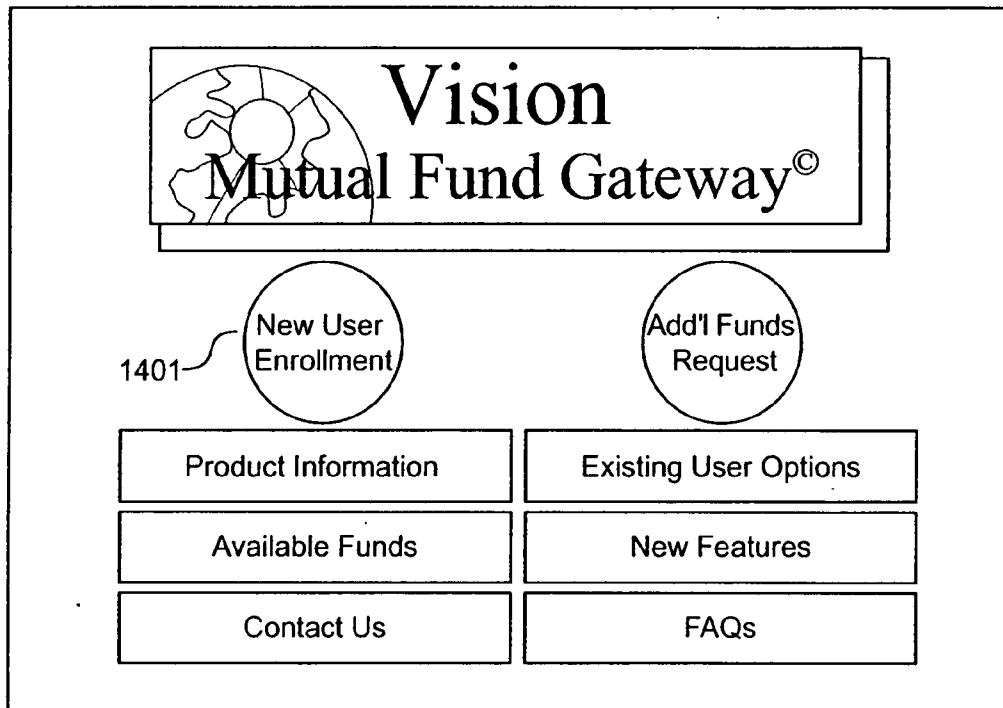 Vision
Mutual Fund Gateway©
New User
Enrollment
Add'l Funds
Request
1401
Product Information
Existing User Options
Available Funds
New Features
Contact Us
FAQs